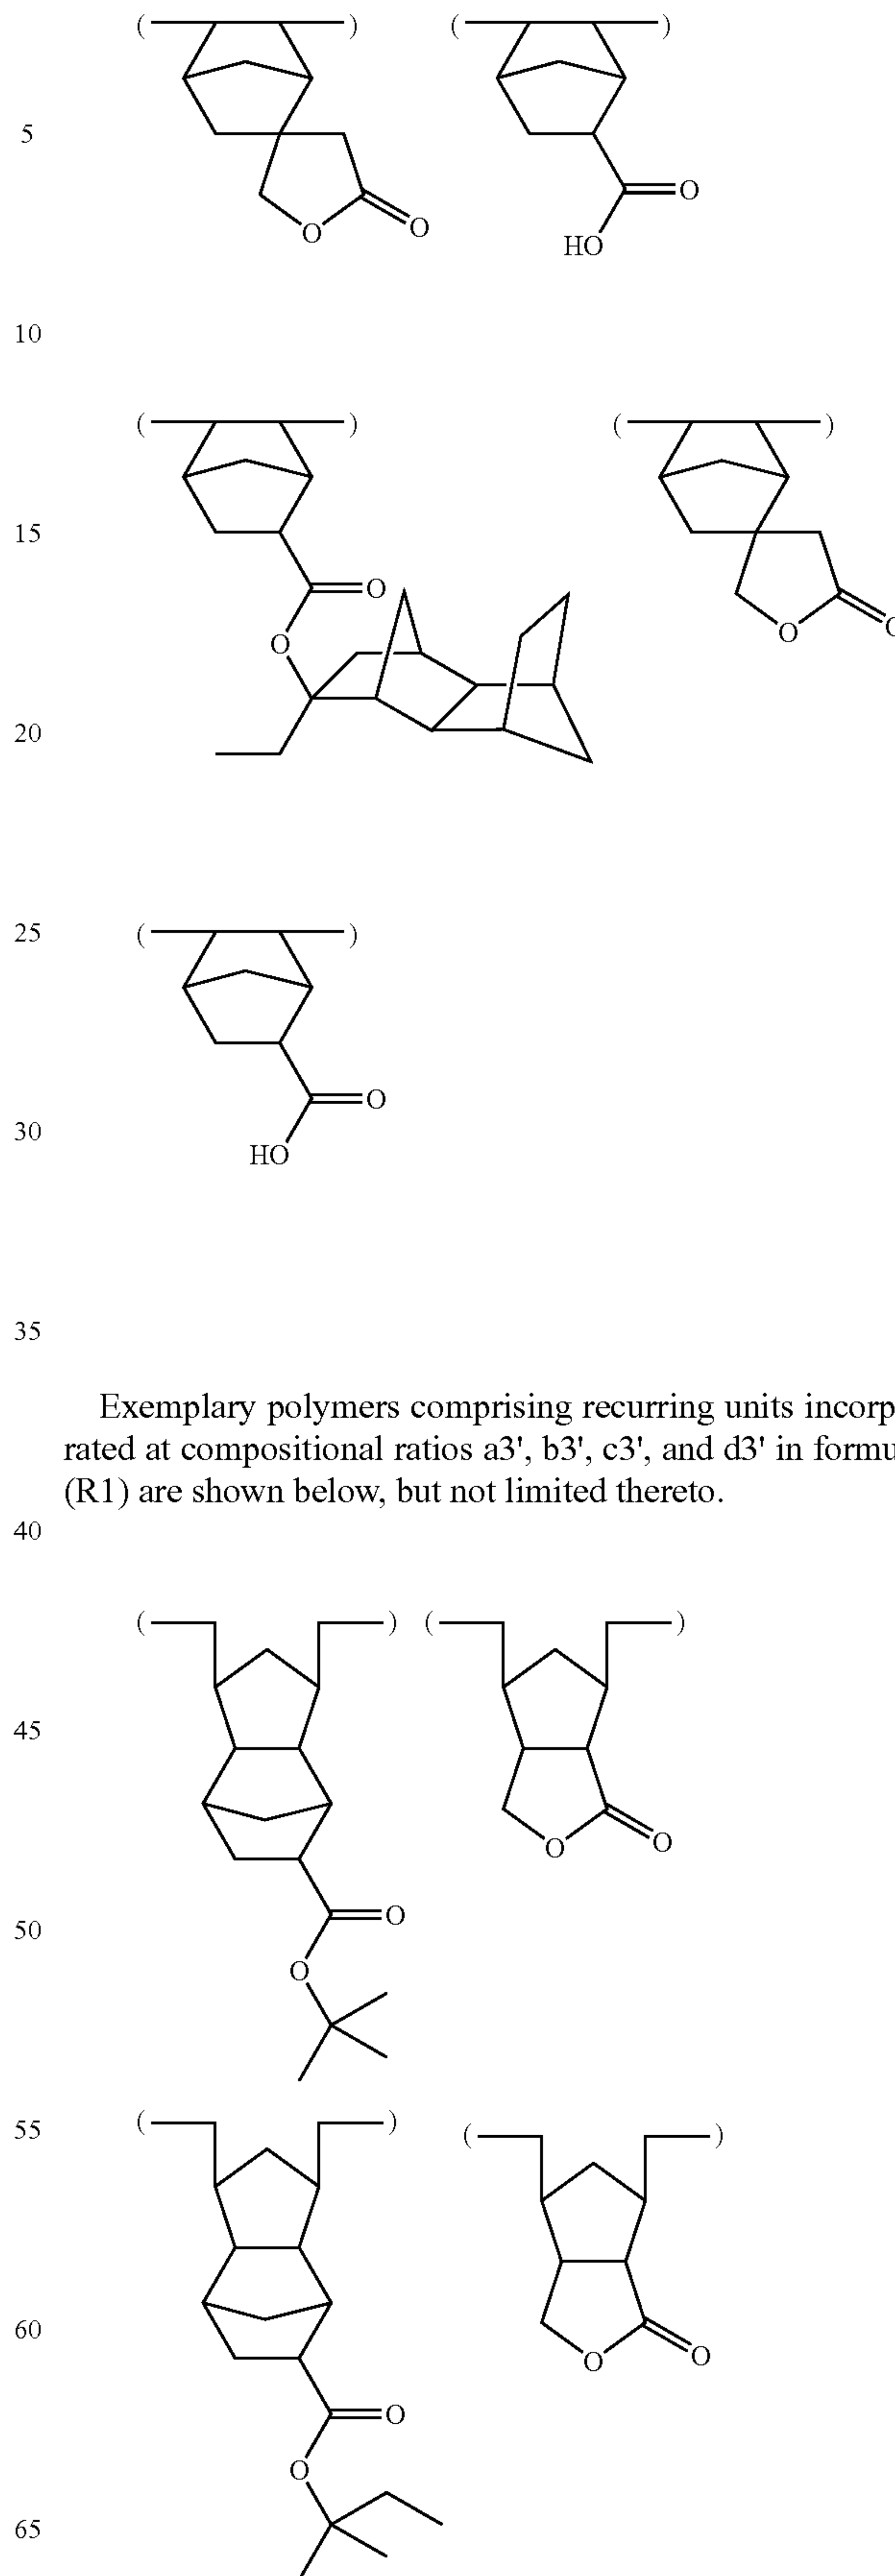 ( ) ( )
5
O
O
O
HO
10
( ) ( )
15
O
O
O
20
25
( )
O
30
HO
35
Exemplary polymers comprising recurring units incorp
rated at compositional ratios a3', b3', c3', and d3' in formu
(R1) are shown below, but not limited thereto.
40
( ) ( )
45
O
O
50
O
O
55
( ) ( )
60
O
O
O
O
65